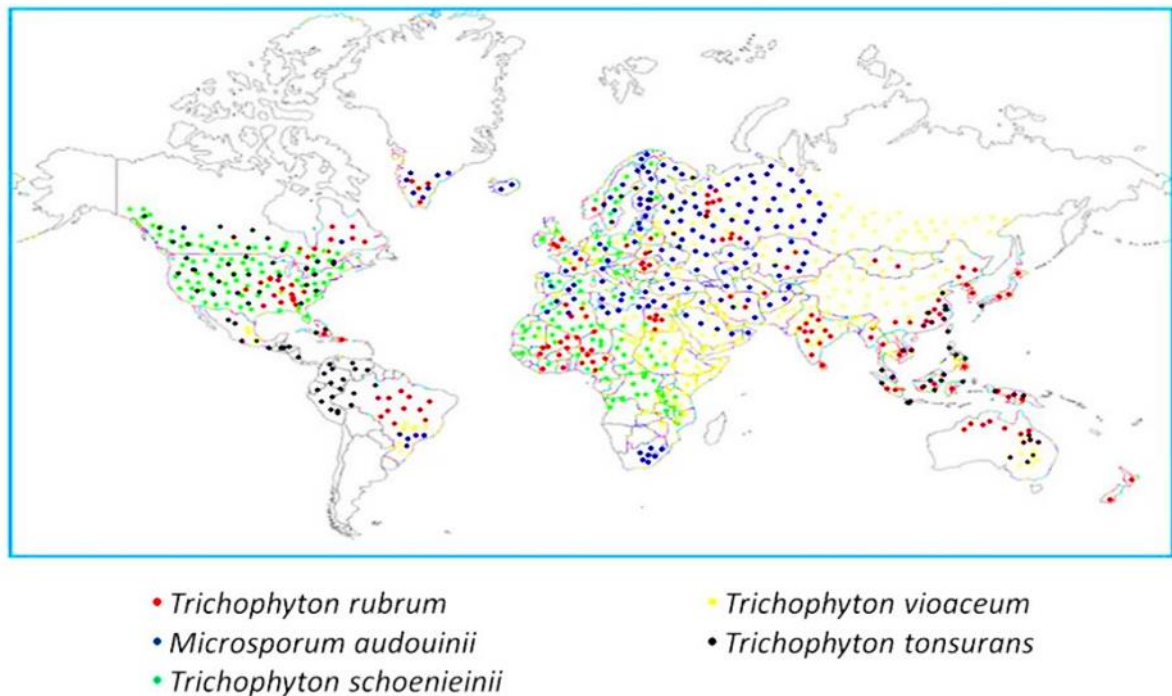 Trichophyton rubrum
Microsporum audouinii
Trichophyton schoenieinii
Trichophyton vioaceum
Trichophyton tonsurans